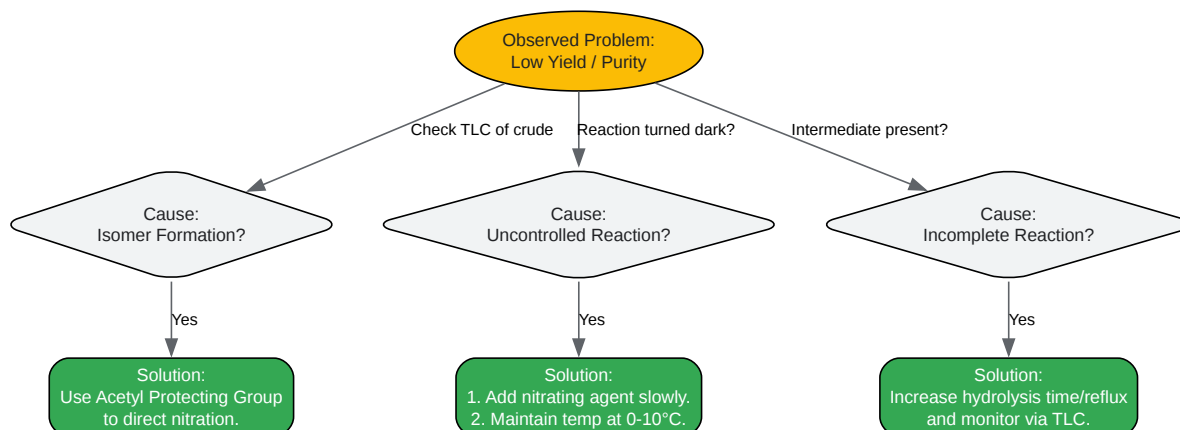 Observed Problem:
Low Yield / Purity
Check TLC of crude
Reaction turned dark?
Intermediate present?
Cause:
Isomer Formation?
Cause:
Uncontrolled Reaction?
Cause:
Incomplete Reaction?
Yes
Yes
Yes
Solution:
Use Acetyl Protecting Group
to direct nitration.
Solution:
1. Add nitrating agent slowly.
2. Maintain temp at 0-10°C.
Solution:
Increase hydrolysis time/reflux
and monitor via TLC.